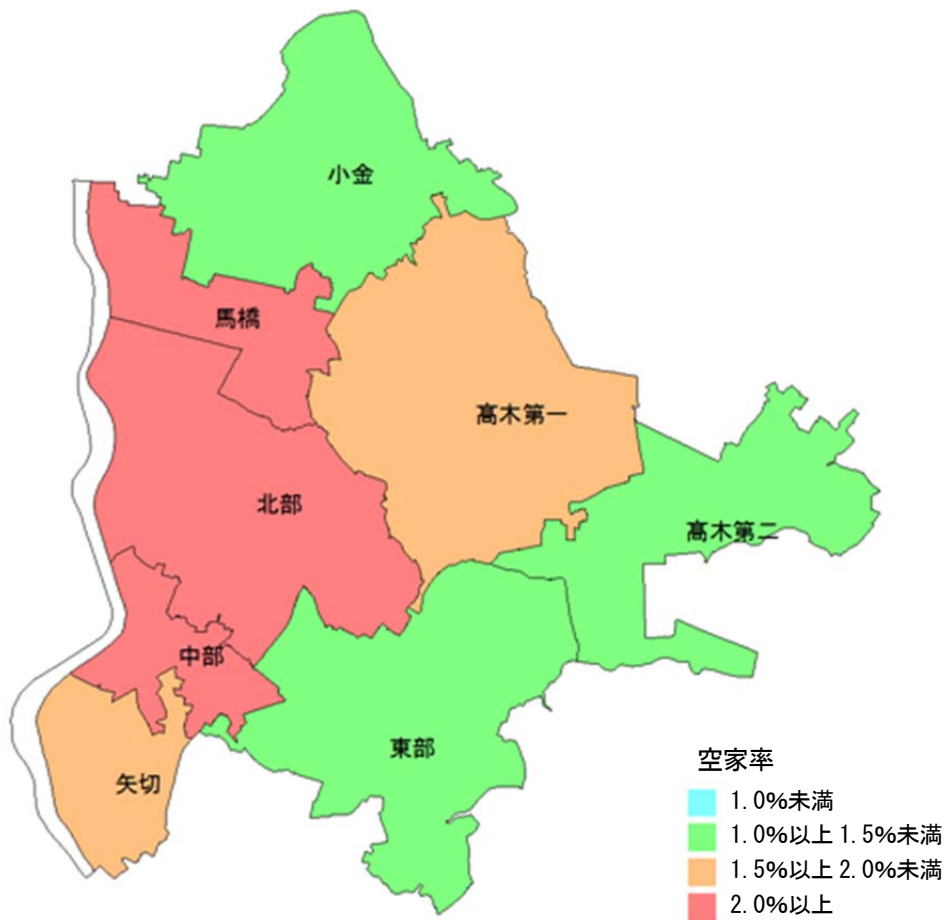 小金
馬橋
高木第一
北部
高木第二
中部
東部
矢切
空家率
1.0%未満
1.0%以上1.5%未満
1.5%以上2.0%未満
2.0%以上